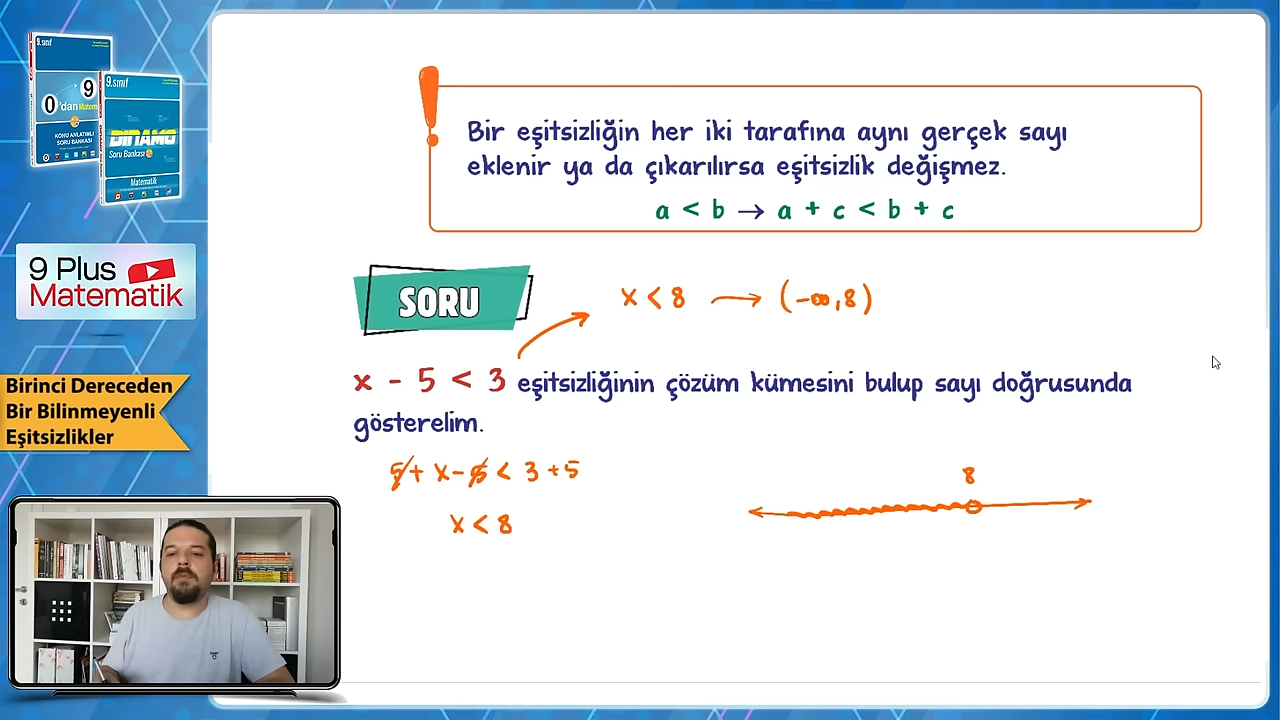 9.sınıf
0'dan 9 Matem
KONU ANLATIMLI
SORU BANKASI
9.sınıf
DİNAMO
Soru Bankası
Matematik
9 Plus
Matematik
Birinci Dereceden
Bir Bilinmeyenli
Eşitsizlikler
Bir eşitsizliğin her iki tarafına aynı gerçek sayı
eklenir ya da çıkarılırsa eşitsizlik değişmez.
a < b → a + c < b + c
SORU
x < 8 → (-∞, 8)
x - 5 < 3 eşitsizliğinin çözüm kümesini bulup sayı doğrusunda
gösterelim.
5 + x - 5 < 3 + 5
x < 8
8